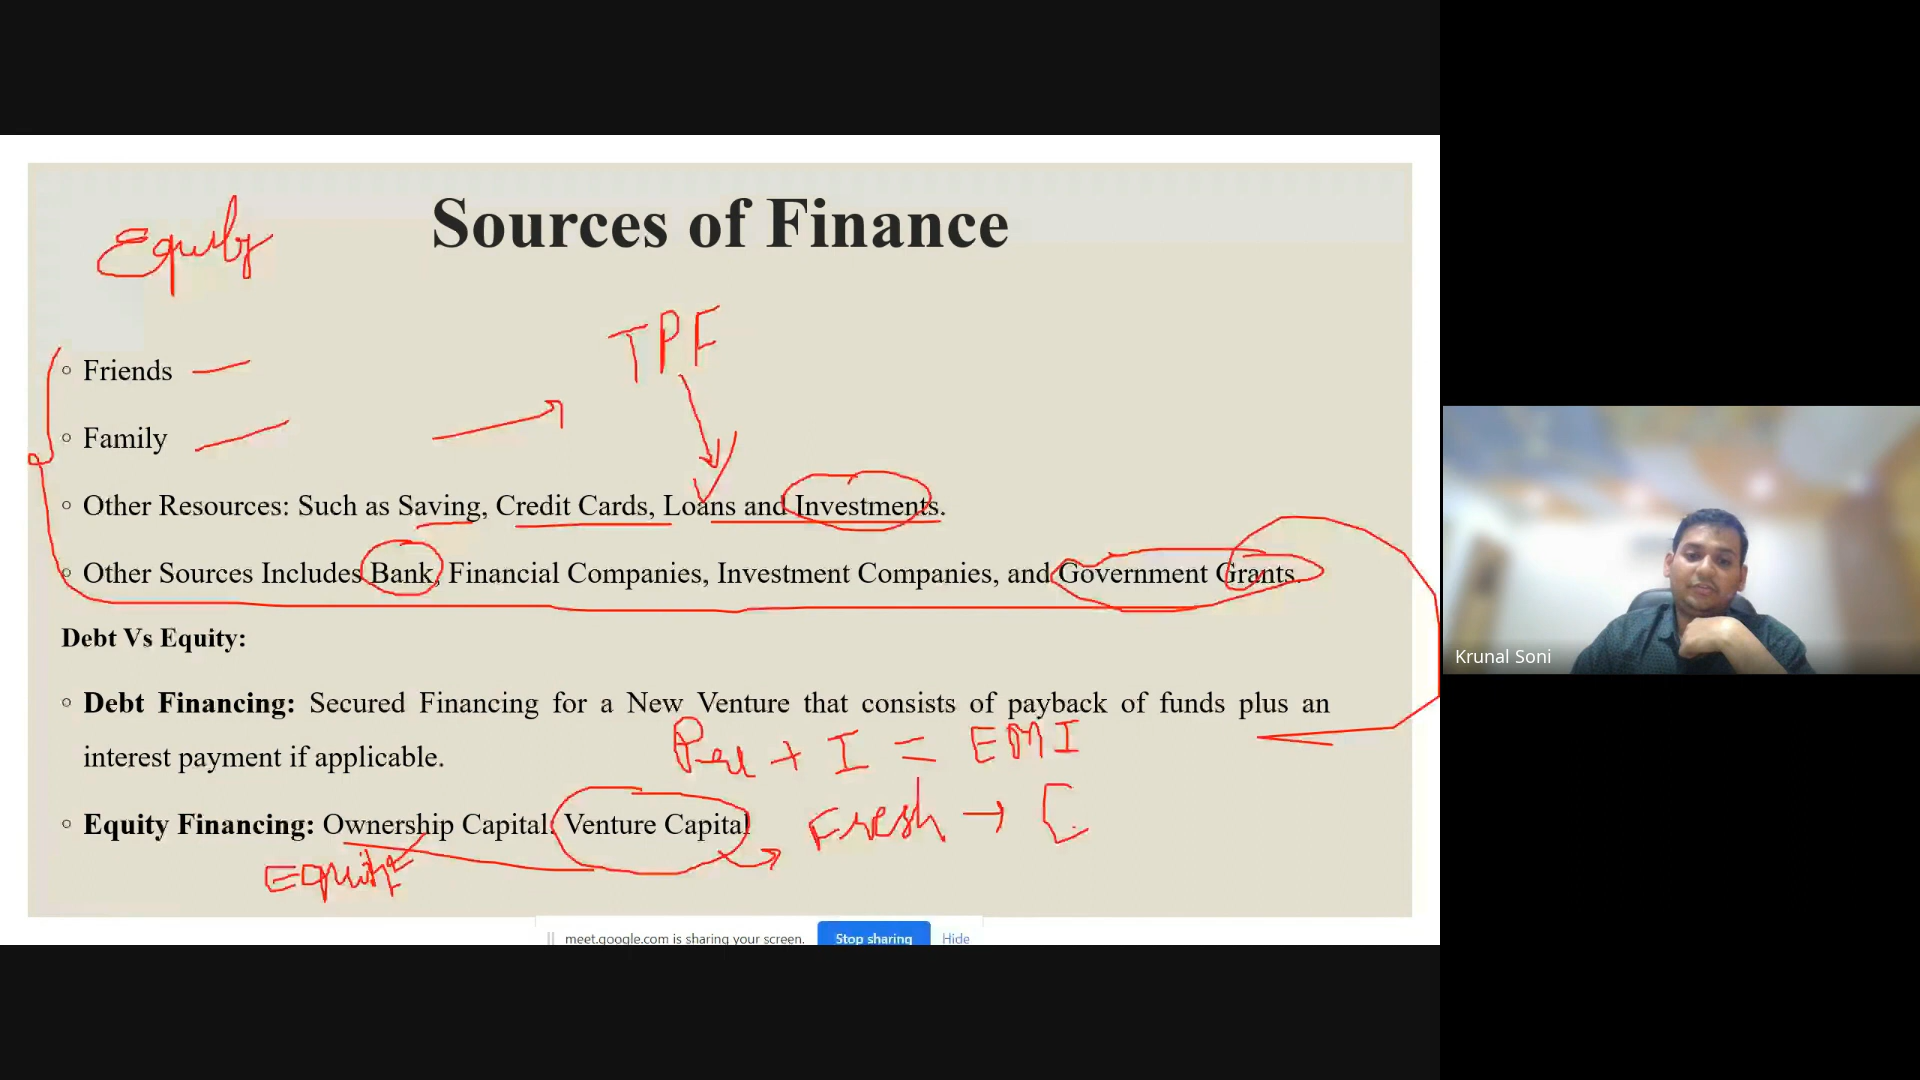 Equity
Sources of Finance
TPF
◦ Friends
◦ Family
◦ Other Resources: Such as Saving, Credit Cards, Loans and Investments.
◦ Other Sources Includes Bank, Financial Companies, Investment Companies, and Government Grants.
Debt Vs Equity:
◦ Debt Financing: Secured Financing for a New Venture that consists of payback of funds plus an
interest payment if applicable.
+ I = EMI
◦ Equity Financing: Ownership Capital, Venture Capital
Fresh →
Equity
meet.google.com is sharing your screen. Stop sharing Hide
Krunal Soni